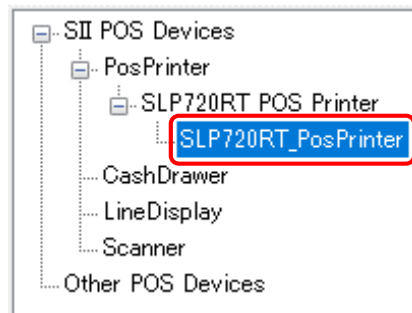 SII POS Devices
PosPrinter
SLP720RT POS Printer
SLP720RT_PosPrinter
CashDrawer
LineDisplay
Scanner
Other POS Devices